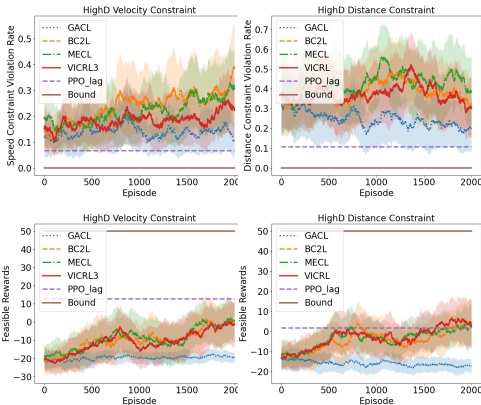 HighD Velocity Constraint
Speed Constraint Violation Rate
0.5
0.4
0.3
0.2
0.1
0.0
GACL
BC2L
MECL
VICRL3
PPO_lag
Bound
0
500
1000
1500
200
Episode
HighD Distance Constraint
Distance Constraint Violation Rate
0.7
0.6
0.5
0.4
0.3
0.2
0.1
0.0
GACL
BC2L
MECL
VICRL
PPO_lag
Bound
0
500
1000
1500
2000
Episode
HighD Velocity Constraint
Feasible Rewards
50
40
30
20
10
0
−10
−20
−30
GACL
BC2L
MECL
VICRL3
PPO_lag
Bound
0
500
1000
1500
200
Episode
HighD Distance Constraint
Feasible Rewards
50
40
30
20
10
0
−10
−20
GACL
BC2L
MECL
VICRL
PPO_lag
Bound
0
500
1000
1500
2000
Episode